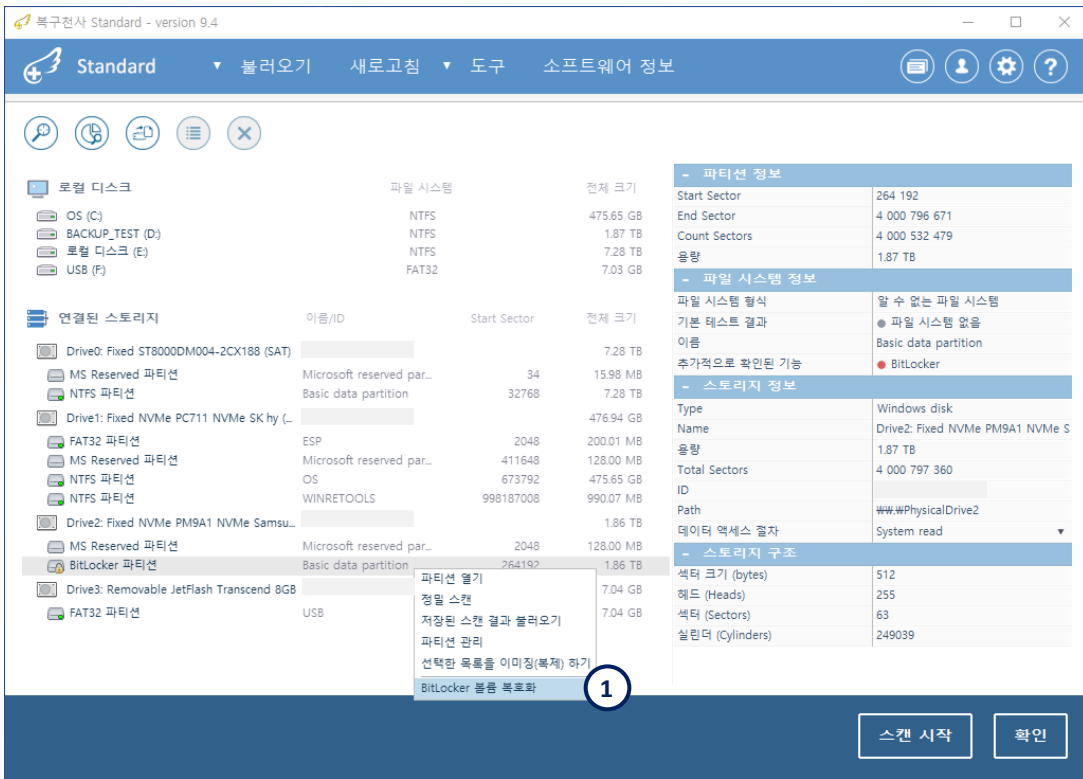 복구천사 Standard - version 9.4
Standard ▼ 불러오기 새로고침 ▼ 도구 소프트웨어 정보
로컬 디스크 파일 시스템 전체 크기
OS (C:) NTFS 475.65 GB
BACKUP_TEST (D:) NTFS 1.87 TB
로컬 디스크 (E:) NTFS 7.28 TB
USB (F:) FAT32 7.03 GB
연결된 스토리지 이름/ID Start Sector 전체 크기
Drive0: Fixed ST8000DM004-2CX188 (SAT) 7.28 TB
MS Reserved 파티션 Microsoft reserved par... 34 15.98 MB
NTFS 파티션 Basic data partition 32768 7.28 TB
Drive1: Fixed NVMe PC711 NVMe SK hy (... 476.94 GB
FAT32 파티션 ESP 2048 200.01 MB
MS Reserved 파티션 Microsoft reserved par... 411648 128.00 MB
NTFS 파티션 OS 673792 475.65 GB
NTFS 파티션 WINRETOOLS 998187008 990.07 MB
Drive2: Fixed NVMe PM9A1 NVMe Samsu... 1.86 TB
MS Reserved 파티션 Microsoft reserved par... 2048 128.00 MB
BitLocker 파티션 Basic data partition 264192 1.86 TB
Drive3: Removable JetFlash Transcend 8GB 7.04 GB
FAT32 파티션 USB 7.04 GB
파티션 열기
정밀 스캔
저장된 스캔 결과 불러오기
파티션 관리
선택한 목록을 이미징(복제) 하기
BitLocker 볼륨 복호화
1
－ 파티션 정보
Start Sector 264 192
End Sector 4 000 796 671
Count Sectors 4 000 532 479
용량 1.87 TB
－ 파일 시스템 정보
파일 시스템 형식 알 수 없는 파일 시스템
기본 테스트 결과 ● 파일 시스템 없음
이름 Basic data partition
추가적으로 확인된 기능 ● BitLocker
－ 스토리지 정보
Type Windows disk
Name Drive2: Fixed NVMe PM9A1 NVMe S
용량 1.87 TB
Total Sectors 4 000 797 360
ID
Path ₩₩.₩PhysicalDrive2
데이터 액세스 절차 System read ▼
－ 스토리지 구조
섹터 크기 (bytes) 512
헤드 (Heads) 255
섹터 (Sectors) 63
실린더 (Cylinders) 249039
스캔 시작 확인